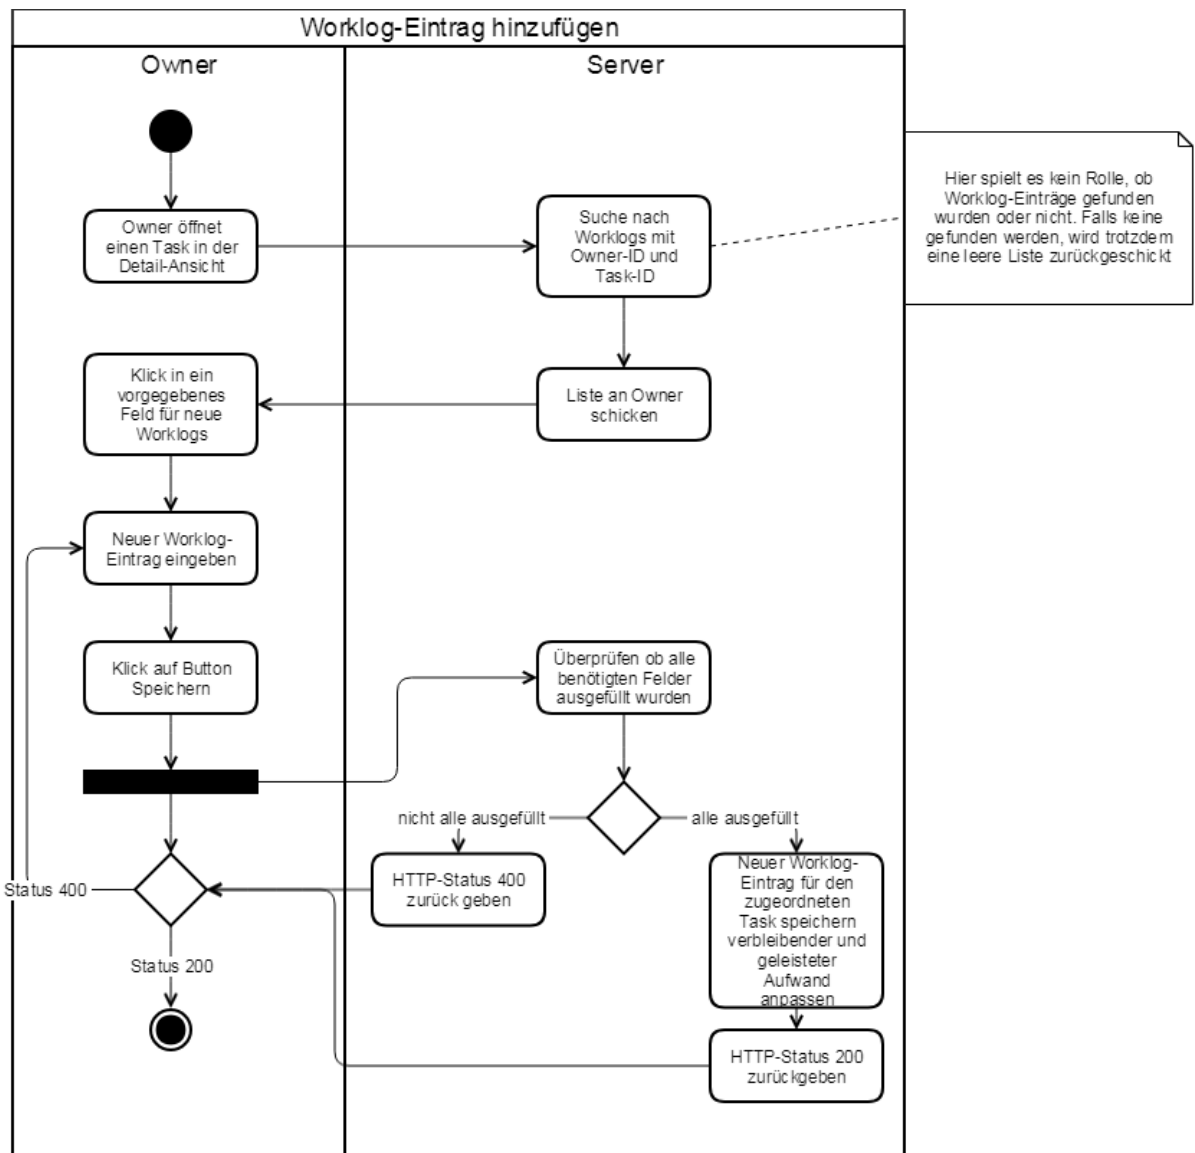 Worklog-Eintrag hinzufügen
Owner
Server
Owner öffnet
einen Task in der
Detail-Ansicht
Suche nach
Worklogs mit
Owner-ID und
Task-ID
Hier spielt es kein Rolle, ob
Worklog-Einträge gefunden
wurden oder nicht. Falls keine
gefunden werden, wird trotzdem
eine leere Liste zurückgeschickt
Klick in ein
vorgegebenes
Feld für neue
Worklogs
Liste an Owner
schicken
Neuer Worklog-
Eintrag eingeben
Klick auf Button
Speichern
Überprüfen ob alle
benötigten Felder
ausgefüllt wurden
nicht alle ausgefüllt
alle ausgefüllt
Status 400
HTTP-Status 400
zurück geben
Neuer Worklog-
Eintrag für den
zugeordneten
Task speichern
verbleibender und
geleisteter
Aufwand
anpassen
Status 200
HTTP-Status 200
zurückgeben